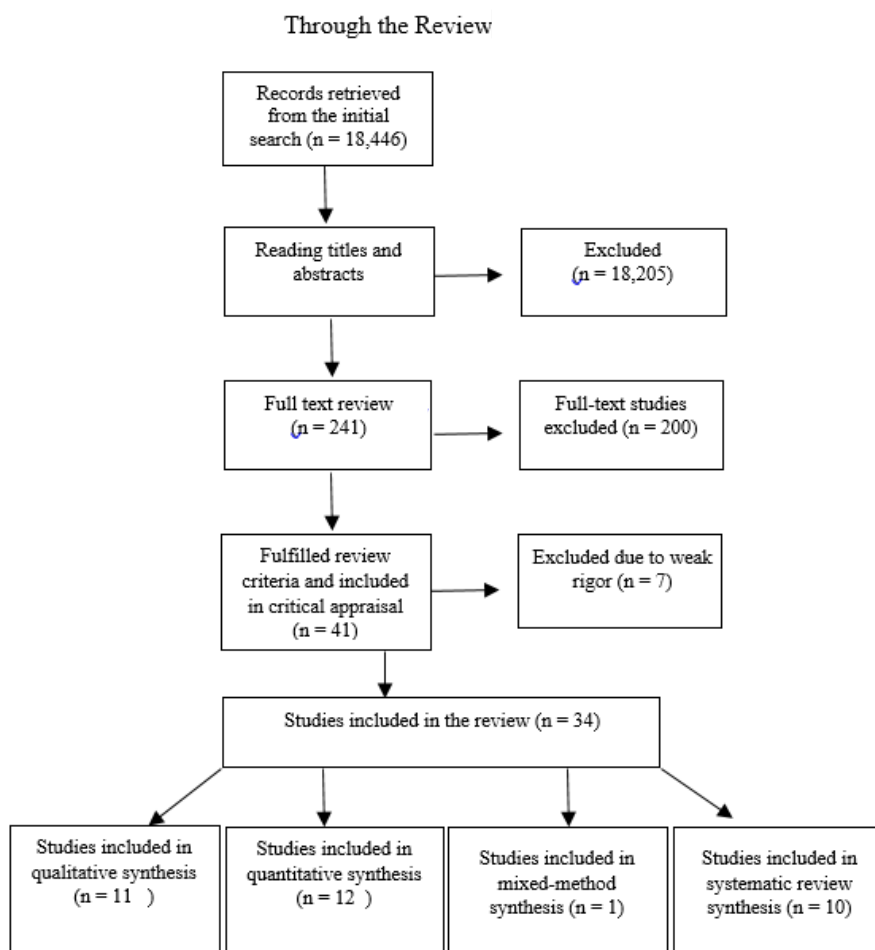 Through the Review
Records retrieved
from the initial
search (n = 18,446)
Reading titles and
abstracts
Excluded
(n = 18,205)
Full text review
(n = 241)
Full-text studies
excluded (n = 200)
Fulfilled review
criteria and included
in critical appraisal
(n = 41)
Excluded due to weak
rigor (n = 7)
Studies included in the review (n = 34)
Studies included in
qualitative synthesis
(n = 11 )
Studies included in
quantitative synthesis
(n = 12 )
Studies included in
mixed-method
synthesis (n = 1)
Studies included in
systematic review
synthesis (n = 10)